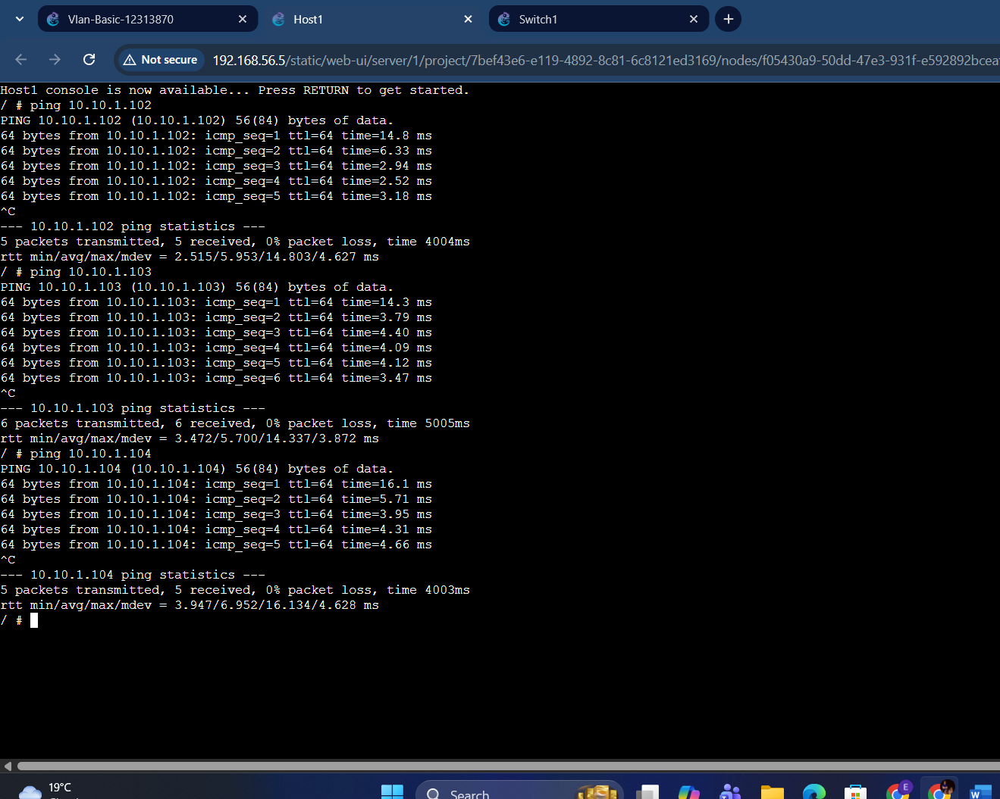 Vlan-Basic-12313870
Host1
Switch1
Not secure
192.168.56.5/static/web-ui/server/1/project/7bef43e6-e119-4892-8c81-6c8121ed3169/nodes/f05430a9-50dd-47e3-931f-e592892bcea
Host1 console is now available... Press RETURN to get started.
/ # ping 10.10.1.102
PING 10.10.1.102 (10.10.1.102) 56(84) bytes of data.
64 bytes from 10.10.1.102: icmp_seq=1 ttl=64 time=14.8 ms
64 bytes from 10.10.1.102: icmp_seq=2 ttl=64 time=6.33 ms
64 bytes from 10.10.1.102: icmp_seq=3 ttl=64 time=2.94 ms
64 bytes from 10.10.1.102: icmp_seq=4 ttl=64 time=2.52 ms
64 bytes from 10.10.1.102: icmp_seq=5 ttl=64 time=3.18 ms
^C
--- 10.10.1.102 ping statistics ---
5 packets transmitted, 5 received, 0% packet loss, time 4004ms
rtt min/avg/max/mdev = 2.515/5.953/14.803/4.627 ms
/ # ping 10.10.1.103
PING 10.10.1.103 (10.10.1.103) 56(84) bytes of data.
64 bytes from 10.10.1.103: icmp_seq=1 ttl=64 time=14.3 ms
64 bytes from 10.10.1.103: icmp_seq=2 ttl=64 time=3.79 ms
64 bytes from 10.10.1.103: icmp_seq=3 ttl=64 time=4.40 ms
64 bytes from 10.10.1.103: icmp_seq=4 ttl=64 time=4.09 ms
64 bytes from 10.10.1.103: icmp_seq=5 ttl=64 time=4.12 ms
64 bytes from 10.10.1.103: icmp_seq=6 ttl=64 time=3.47 ms
^C
--- 10.10.1.103 ping statistics ---
6 packets transmitted, 6 received, 0% packet loss, time 5005ms
rtt min/avg/max/mdev = 3.472/5.700/14.337/3.872 ms
/ # ping 10.10.1.104
PING 10.10.1.104 (10.10.1.104) 56(84) bytes of data.
64 bytes from 10.10.1.104: icmp_seq=1 ttl=64 time=16.1 ms
64 bytes from 10.10.1.104: icmp_seq=2 ttl=64 time=5.71 ms
64 bytes from 10.10.1.104: icmp_seq=3 ttl=64 time=3.95 ms
64 bytes from 10.10.1.104: icmp_seq=4 ttl=64 time=4.31 ms
64 bytes from 10.10.1.104: icmp_seq=5 ttl=64 time=4.66 ms
^C
--- 10.10.1.104 ping statistics ---
5 packets transmitted, 5 received, 0% packet loss, time 4003ms
rtt min/avg/max/mdev = 3.947/6.952/16.134/4.628 ms
/ #
19°C
Search